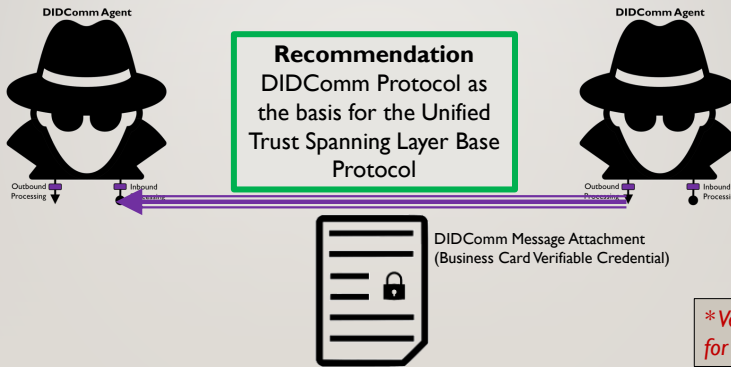 DIDComm Agent
DIDComm Agent
Recommendation
DIDComm Protocol as
the basis for the Unified
Trust Spanning Layer Base
Protocol
Outbound
Processing
Inbound
Processing
Outbound
Processing
Inbound
DIDComm Message Attachment
(Business Card Verifiable Credential)
for